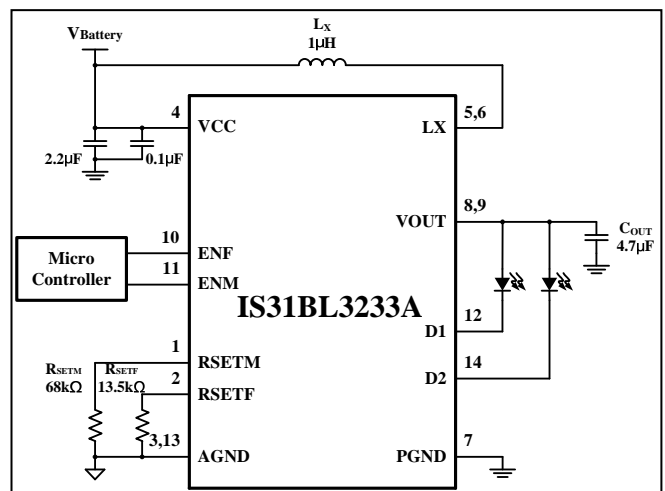 LX
1μH
VBattery
4
VCC
5,6
LX
2.2μF
0.1μF
8,9
VOUT
COUT
4.7μF
Micro
Controller
10
ENF
11
ENM
IS31BL3233A
12
D1
14
D2
1
RSETM
RSETM
68kΩ
RSETF
13.5kΩ
2
RSETF
3,13
AGND
7
PGND